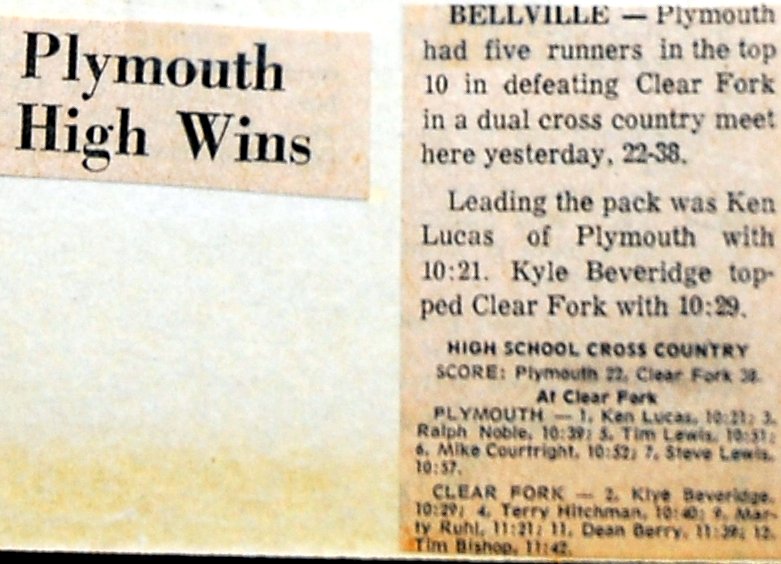 Plymouth
High Wins
BELLVILLE — Plymouth
had five runners in the top
10 in defeating Clear Fork
in a dual cross country meet
here yesterday, 22-38.
Leading the pack was Ken
Lucas of Plymouth with
10:21. Kyle Beveridge top-
ped Clear Fork with 10:29.
HIGH SCHOOL CROSS COUNTRY
SCORE: Plymouth 22, Clear Fork 38.
At Clear Fork
PLYMOUTH — 1, Ken Lucas, 10:21; 3,
Ralph Noble, 10:39; 5, Tim Lewis, 10:51;
6, Mike Courtright, 10:52; 7, Steve Lewis,
10:57.
CLEAR FORK — 2, Klye Beveridge,
10:29; 4, Terry Hitchman, 10:40; 9, Mar-
ty Ruhl, 11:21; 11, Dean Berry, 11:39; 12,
Tim Bishop, 11:42.